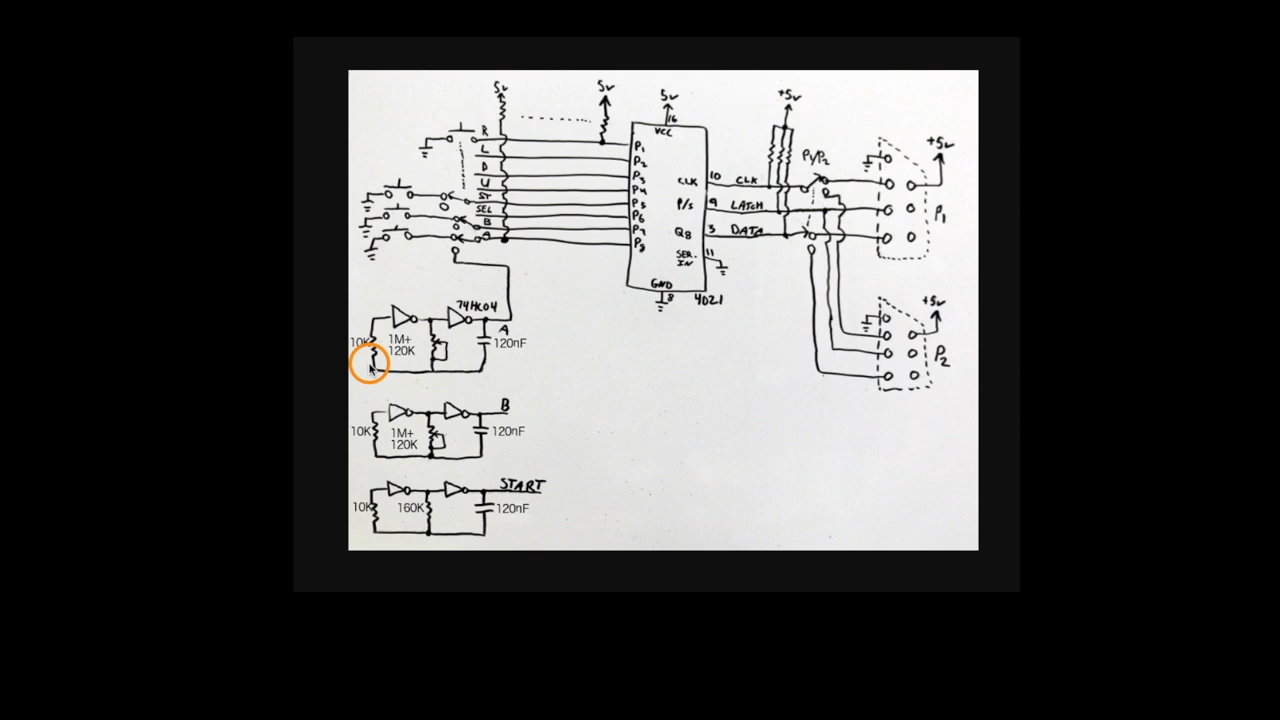 5v
5v
5v
+5v
16
VCC
R
L
D
U
ST
SEL
B
A
P1
P2
P3
P4
P5
P6
P7
P8
CLK
P/S
Q8
SER.
IN
GND
8
4021
10
9
3
11
CLK
LATCH
DATA
P1/P2
+5v
P1
+5v
P2
74HC04
A
10K
1M+
120K
120nF
B
10K
1M+
120K
120nF
START
10K
160K
120nF